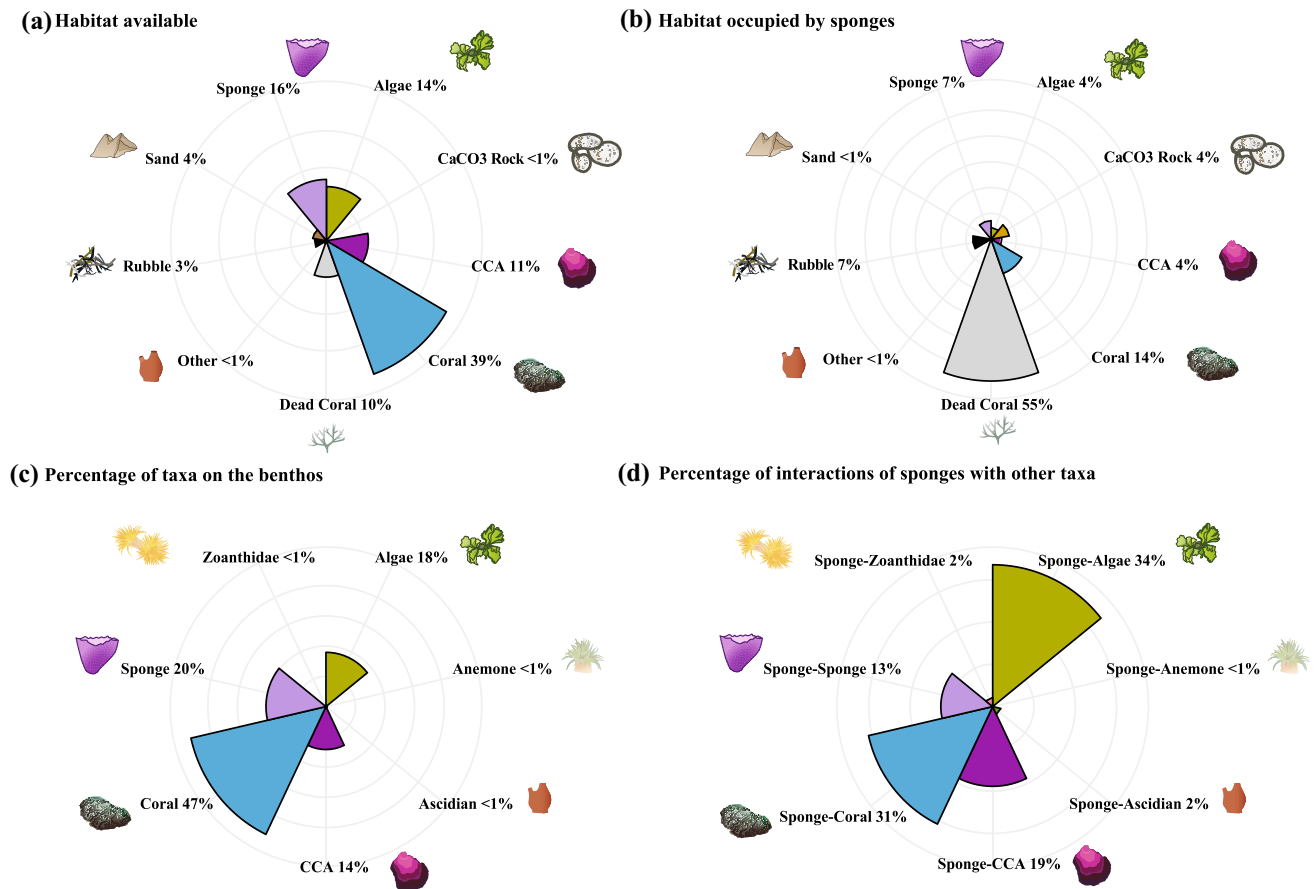 (a) Habitat available
Sponge 16%
Algae 14%
Sand 4%
CaCO3 Rock <1%
Rubble 3%
CCA 11%
Other <1%
Coral 39%
Dead Coral 10%
(b) Habitat occupied by sponges
Sponge 7%
Algae 4%
Sand <1%
CaCO3 Rock 4%
Rubble 7%
CCA 4%
Other <1%
Coral 14%
Dead Coral 55%
(c) Percentage of taxa on the benthos
Zoanthidae <1%
Algae 18%
Sponge 20%
Anemone <1%
Coral 47%
Ascidian <1%
CCA 14%
(d) Percentage of interactions of sponges with other taxa
Sponge-Zoanthidae 2%
Sponge-Algae 34%
Sponge-Sponge 13%
Sponge-Anemone <1%
Sponge-Coral 31%
Sponge-Ascidian 2%
Sponge-CCA 19%